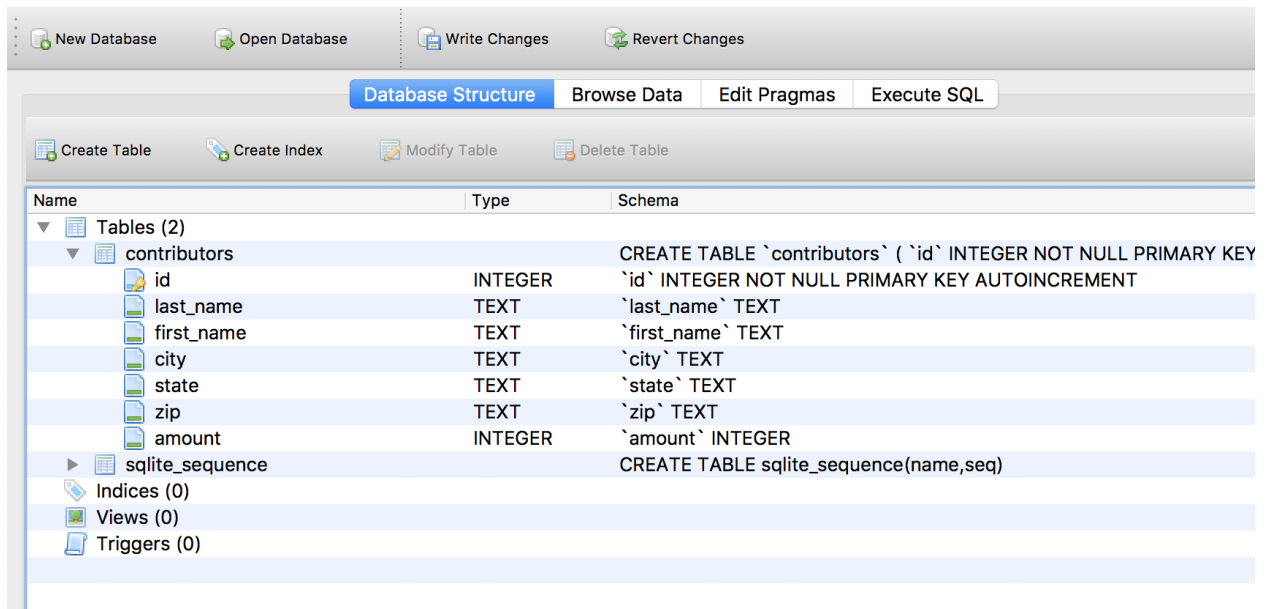 New Database Open Database Write Changes Revert Changes
Database Structure Browse Data Edit Pragmas Execute SQL
Create Table Create Index Modify Table Delete Table
Name Type Schema
Tables (2)
contributors CREATE TABLE `contributors` ( `id` INTEGER NOT NULL PRIMARY KEY
id INTEGER `id` INTEGER NOT NULL PRIMARY KEY AUTOINCREMENT
last_name TEXT `last_name` TEXT
first_name TEXT `first_name` TEXT
city TEXT `city` TEXT
state TEXT `state` TEXT
zip TEXT `zip` TEXT
amount INTEGER `amount` INTEGER
sqlite_sequence CREATE TABLE sqlite_sequence(name,seq)
Indices (0)
Views (0)
Triggers (0)